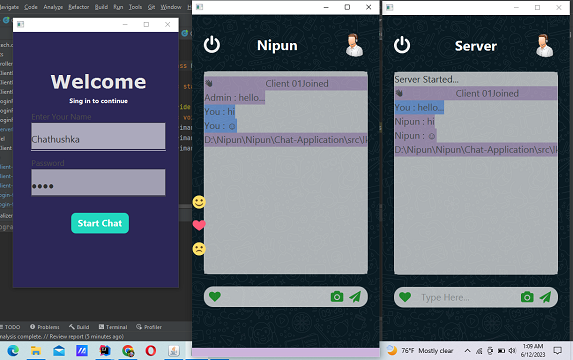 Navigate Code Analyze Refactor Build Run Tools Git Window
Welcome
Sing in to continue
Enter Your Name
Chathushka
Password
Start Chat
Nipun
Client 01Joined
Admin : hello...
You : hi
You : ☺
D:\Nipun\Nipun\Chat-Application\src\l
Server
Server Started...
Client 01Joined
You : hello...
Nipun : hi
Nipun : ☺
D:\Nipun\Nipun\Chat-Application\src\l
Type Here...
TODO Problems Build Terminal Profiler
analysis complete. // Review report (5 minutes ago)
76°F Mostly clear
1:09 AM
6/12/2023